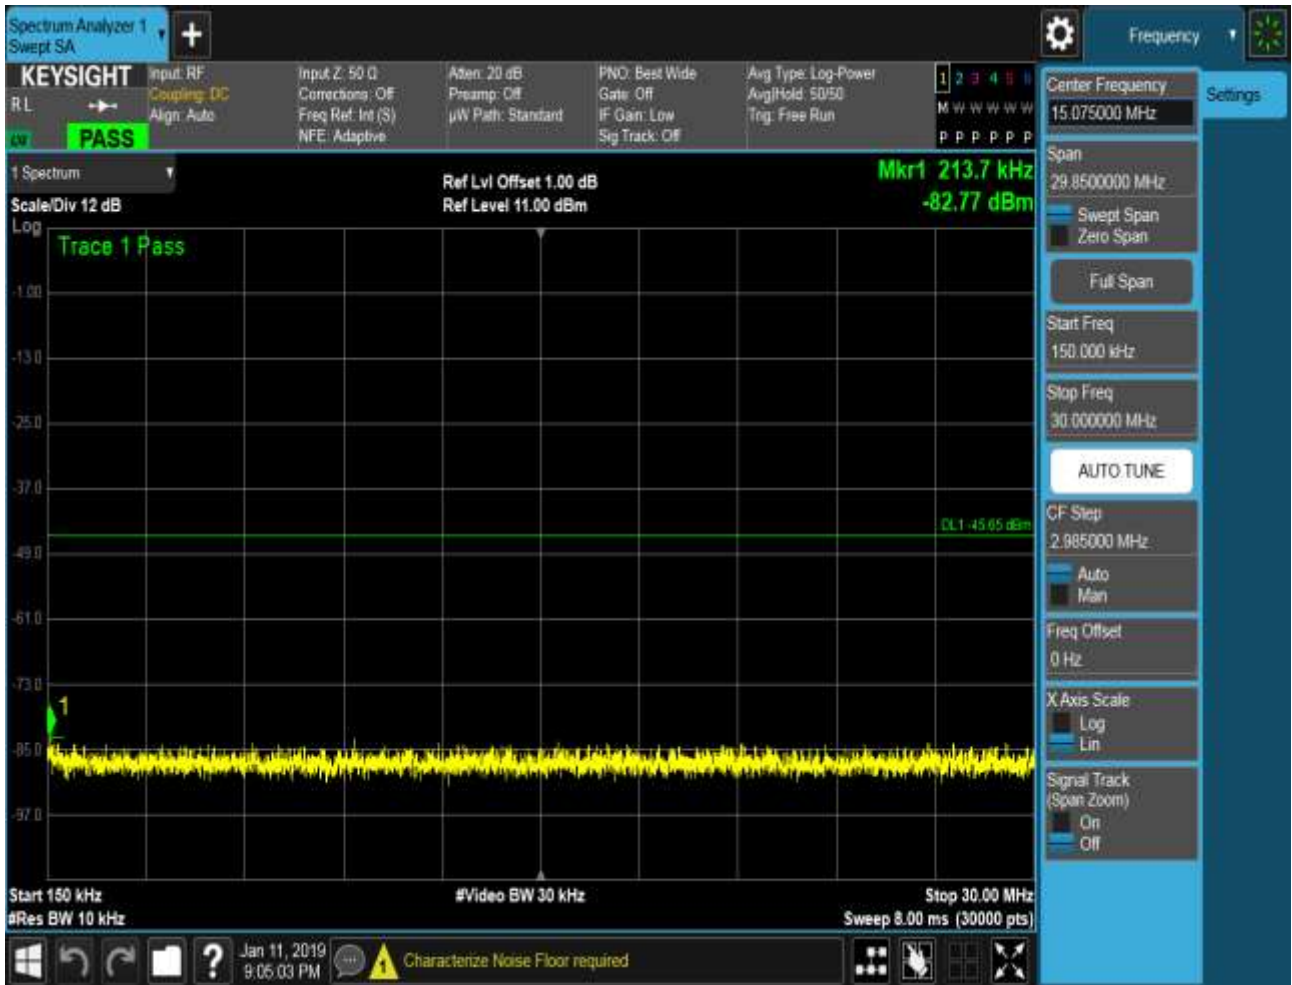 Spectrum Analyzer 1
Swept SA
+
Frequency
KEYSIGHT
R L
PASS
Input: RF
Coupling: DC
Align: Auto
Input Z: 50 Ω
Corrections: Off
Freq Ref: Int (S)
NFE: Adaptive
Atten: 20 dB
Preamp: Off
µW Path: Standard
PNO: Best Wide
Gate: Off
IF Gain: Low
Sig Track: Off
Avg Type: Log-Power
Avg|Hold: 50/50
Trig: Free Run
1 2 3 4 5 6
M W W W W W
P P P P P P
1 Spectrum
Scale/Div 12 dB
Log
Ref Lvl Offset 1.00 dB
Ref Level 11.00 dBm
Mkr1 213.7 kHz
-82.77 dBm
Trace 1 Pass
-1.00
-13.0
-25.0
-37.0
DL1 -45.65 dBm
-49.0
-61.0
-73.0
1
-85.0
-97.0
Start 150 kHz
#Video BW 30 kHz
Stop 30.00 MHz
#Res BW 10 kHz
Sweep 8.00 ms (30000 pts)
Center Frequency
15.075000 MHz
Settings
Span
29.8500000 MHz
Swept Span
Zero Span
Full Span
Start Freq
150.000 kHz
Stop Freq
30.000000 MHz
AUTO TUNE
CF Step
2.985000 MHz
Auto
Man
Freq Offset
0 Hz
X Axis Scale
Log
Lin
Signal Track
(Span Zoom)
On
Off
?
Jan 11, 2019
9:05:03 PM
1
Characterize Noise Floor required